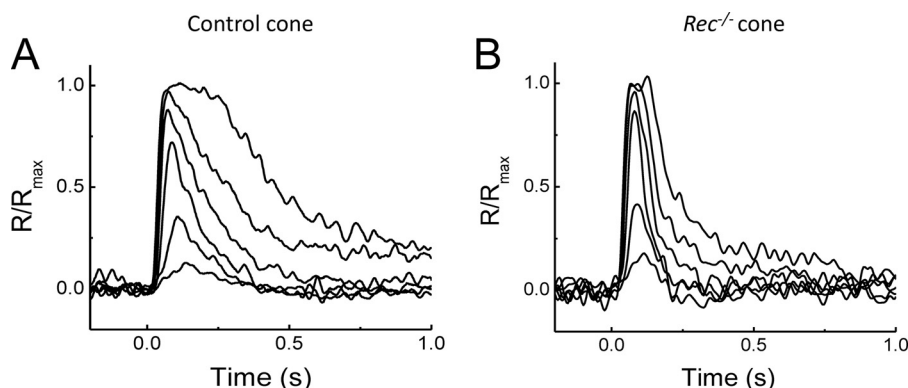 Control cone
A
1.0
0.5
0.0
R/Rmax
0.0 0.5 1.0
Time (s)
Rec-/- cone
B
1.0
0.5
0.0
R/Rmax
0.0 0.5 1.0
Time (s)